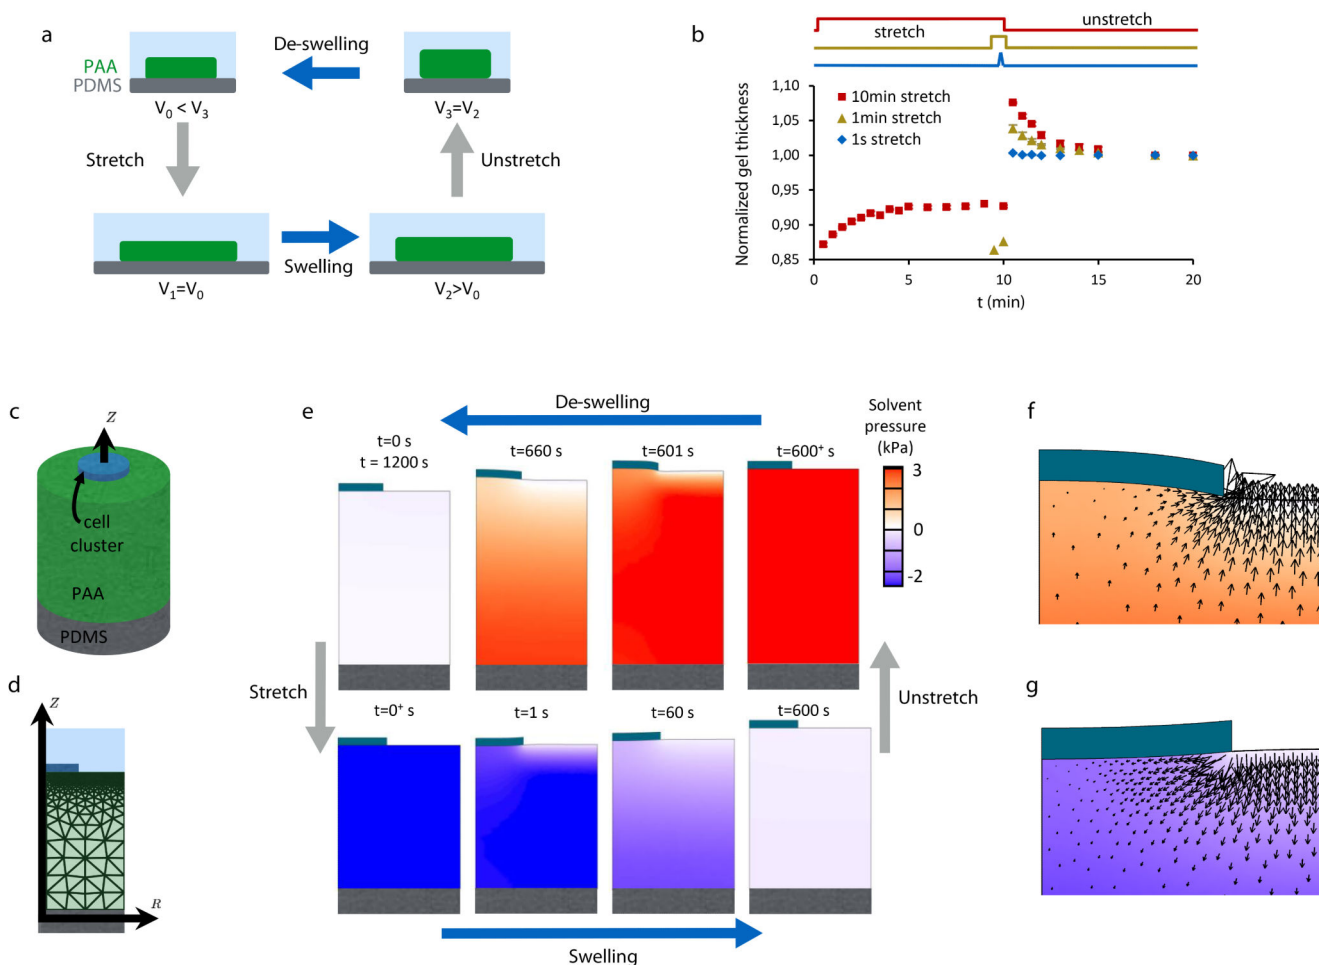 a
De-swelling
PAA
PDMS
V0 < V3
V3=V2
Stretch
Unstretch
Swelling
V1=V0
V2>V0
b
unstretch
stretch
Normalized gel thickness
1,10
1,05
1,00
0,95
0,90
0,85
10min stretch
1min stretch
1s stretch
0
5
10
15
20
t (min)
c
Z
cell
cluster
PAA
PDMS
d
Z
R
e
De-swelling
t=0 s
t = 1200 s
t=660 s
t=601 s
t=600⁺ s
Solvent
pressure
(kPa)
3
0
-2
Stretch
Unstretch
t=0⁺ s
t=1 s
t=60 s
t=600 s
Swelling
f
g